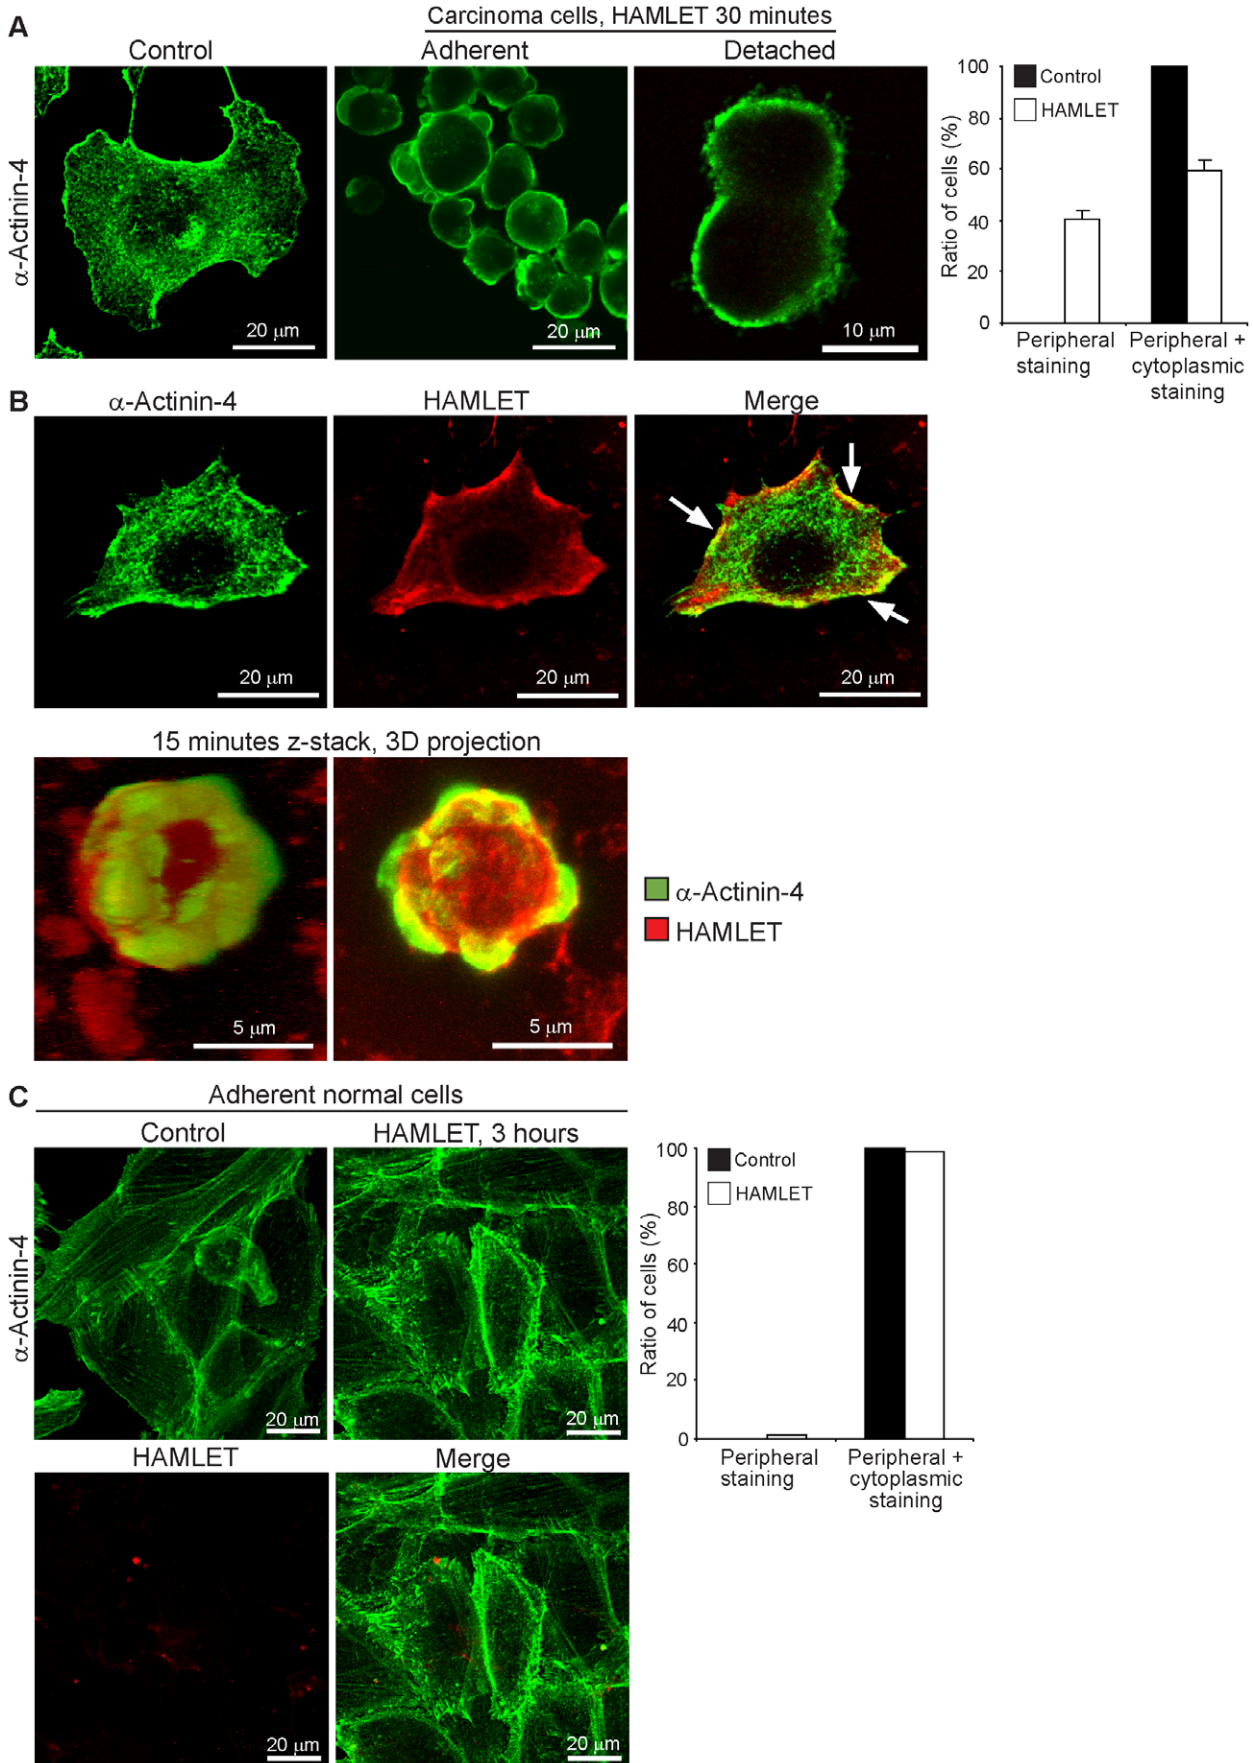 A
Carcinoma cells, HAMLET 30 minutes
Control
Adherent
Detached
α-Actinin-4
20 μm
20 μm
10 μm
100
80
60
40
20
0
Ratio of cells (%)
Control
HAMLET
Peripheral
staining
Peripheral +
cytoplasmic
staining
B
α-Actinin-4
HAMLET
Merge
20 μm
20 μm
20 μm
15 minutes z-stack, 3D projection
5 μm
5 μm
α-Actinin-4
HAMLET
C
Adherent normal cells
Control
HAMLET, 3 hours
α-Actinin-4
20 μm
20 μm
100
80
60
40
20
0
Ratio of cells (%)
Control
HAMLET
Peripheral
staining
Peripheral +
cytoplasmic
staining
HAMLET
Merge
20 μm
20 μm